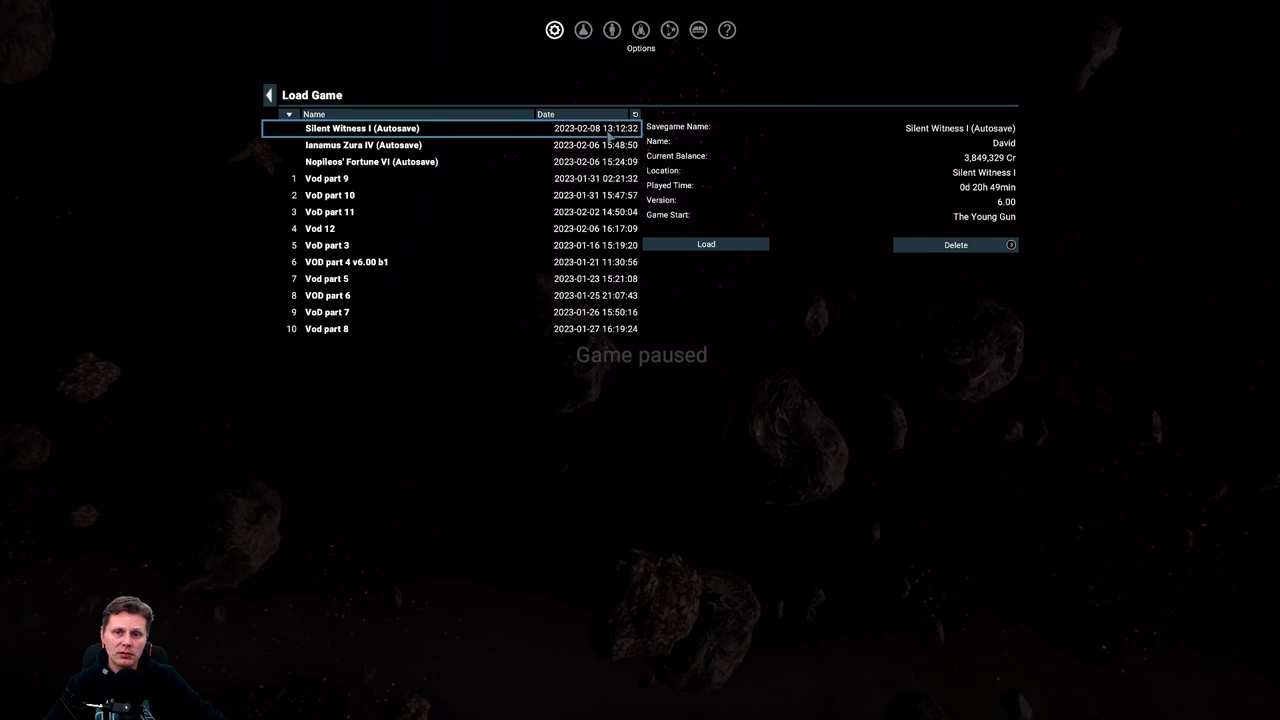 Options
Load Game
Name Date
Silent Witness I (Autosave) 2023-02-08 13:12:32
Ianamus Zura IV (Autosave) 2023-02-06 15:48:50
Nopileos' Fortune VI (Autosave) 2023-02-06 15:24:09
1 Vod part 9 2023-01-31 02:21:32
2 VoD part 10 2023-01-31 15:47:57
3 VoD part 11 2023-02-02 14:50:04
4 Vod 12 2023-02-06 16:17:09
5 VoD part 3 2023-01-16 15:19:20
6 VOD part 4 v6.00 b1 2023-01-21 11:30:56
7 Vod part 5 2023-01-23 15:21:08
8 VOD part 6 2023-01-25 21:07:43
9 VoD part 7 2023-01-26 15:50:16
10 Vod part 8 2023-01-27 16:19:24
Savegame Name: Silent Witness I (Autosave)
Name: David
Current Balance: 3,849,329 Cr
Location: Silent Witness I
Played Time: 0d 20h 49min
Version: 6.00
Game Start: The Young Gun
Load Delete
Game paused